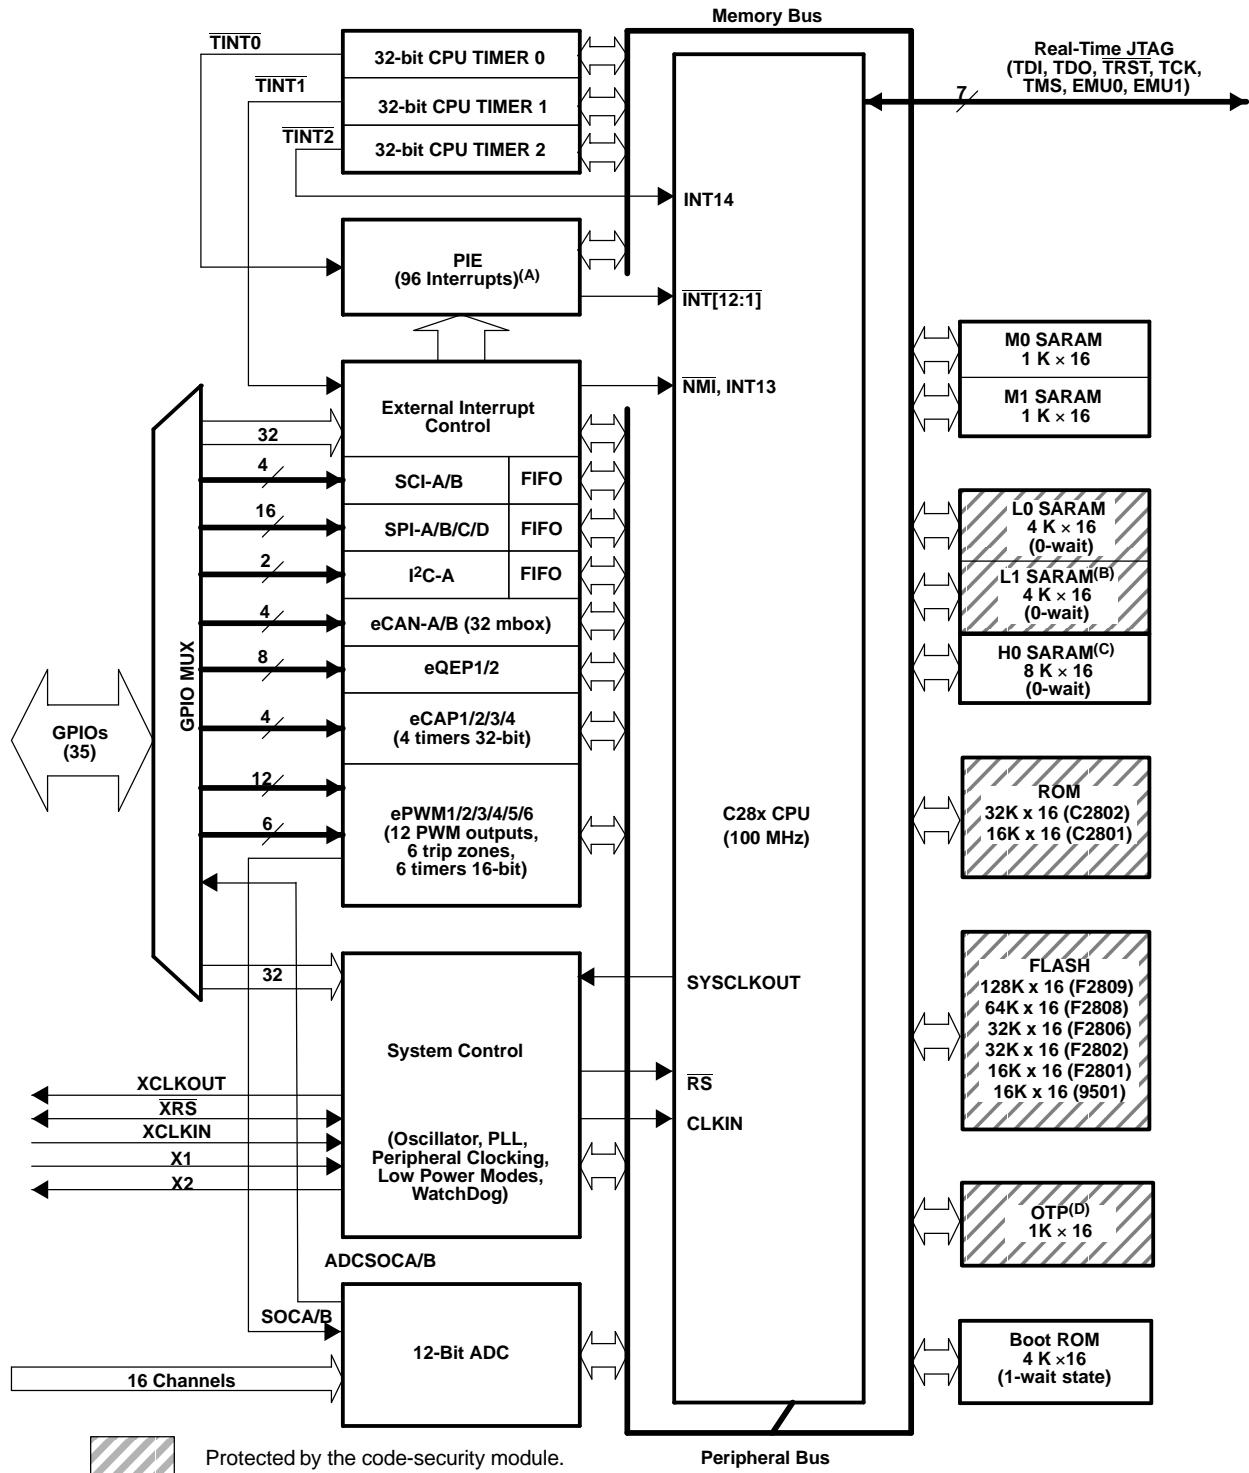 Memory Bus
TINT0
32-bit CPU TIMER 0
Real-Time JTAG
(TDI, TDO, TRST, TCK,
TMS, EMU0, EMU1)
7
TINT1
32-bit CPU TIMER 1
TINT2
32-bit CPU TIMER 2
INT14
PIE
(96 Interrupts)(A)
INT[12:1]
M0 SARAM
1 K × 16
NMI, INT13
M1 SARAM
1 K × 16
External Interrupt
Control
32
4
SCI-A/B
FIFO
16
SPI-A/B/C/D
FIFO
L0 SARAM
4 K × 16
(0-wait)
2
I2C-A
FIFO
L1 SARAM(B)
4 K × 16
(0-wait)
4
eCAN-A/B (32 mbox)
8
eQEP1/2
H0 SARAM(C)
8 K × 16
(0-wait)
GPIO MUX
GPIOs
(35)
4
eCAP1/2/3/4
(4 timers 32-bit)
12
6
ePWM1/2/3/4/5/6
(12 PWM outputs,
6 trip zones,
6 timers 16-bit)
C28x CPU
(100 MHz)
ROM
32K x 16 (C2802)
16K x 16 (C2801)
32
SYSCLKOUT
FLASH
128K x 16 (F2809)
64K x 16 (F2808)
32K x 16 (F2806)
32K x 16 (F2802)
16K x 16 (F2801)
16K x 16 (9501)
System Control
XCLKOUT
RS
XRS
CLKIN
XCLKIN
X1
X2
(Oscillator, PLL,
Peripheral Clocking,
Low Power Modes,
WatchDog)
OTP(D)
1K × 16
ADCSOCA/B
SOCA/B
12-Bit ADC
16 Channels
Boot ROM
4 K ×16
(1-wait state)
Protected by the code-security module.
Peripheral Bus